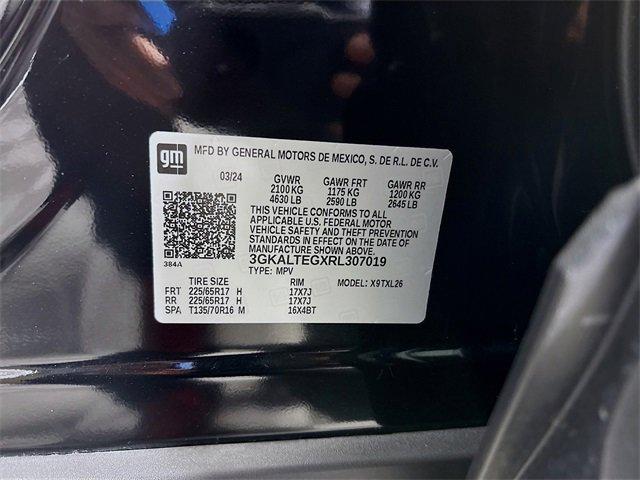 gm
MFD BY GENERAL MOTORS DE MEXICO, S. DE R.L. DE C.V.
03/24 GVWR GAWR FRT GAWR RR
2100 KG 1175 KG 1200 KG
4630 LB 2590 LB 2645 LB
THIS VEHICLE CONFORMS TO ALL
APPLICABLE U.S. FEDERAL MOTOR
VEHICLE SAFETY AND THEFT PREVENTION
STANDARDS IN EFFECT ON THE DATE OF
MANUFACTURE SHOWN ABOVE.
384A 3GKALTEGXRL307019
TYPE: MPV
TIRE SIZE RIM MODEL: X9TXL26
FRT 225/65R17 H 17X7J
RR 225/65R17 H 17X7J
SPA T135/70R16 M 16X4BT